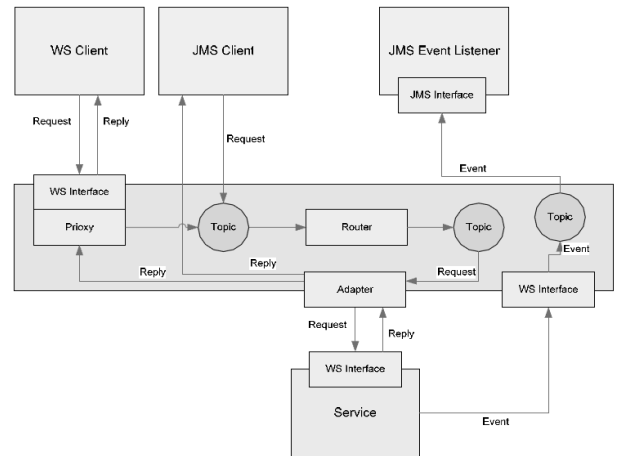 WS Client
JMS Client
JMS Event Listener
JMS Interface
Request
Reply
Request
Event
WS Interface
Prioxy
Topic
Router
Topic
Topic
Event
Reply
Reply
Request
Adapter
WS Interface
Request
Reply
WS Interface
Service
Event